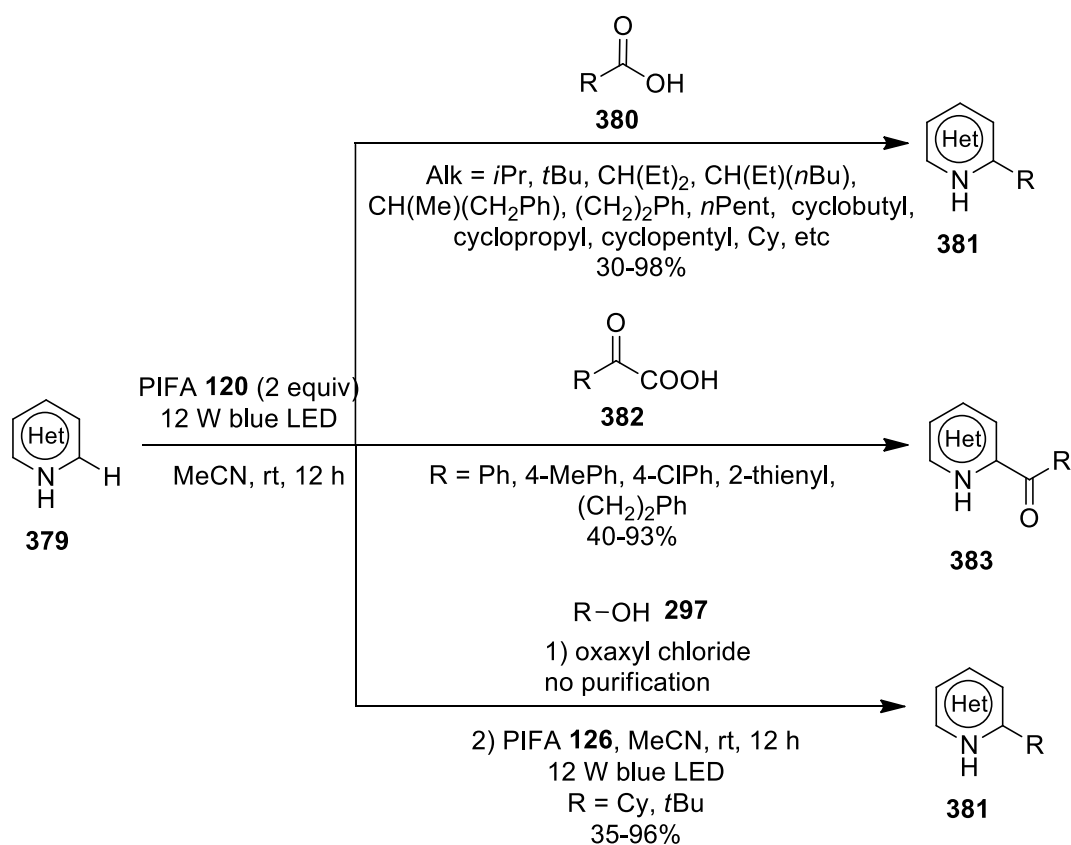 O
R
OH
380
Alk = iPr, tBu, CH(Et)2, CH(Et)(nBu),
CH(Me)(CH2Ph), (CH2)2Ph, nPent, cyclobutyl,
cyclopropyl, cyclopentyl, Cy, etc
30-98%
Het
N
H
R
381
Het
N
H
H
379
PIFA 120 (2 equiv)
12 W blue LED
MeCN, rt, 12 h
O
R
COOH
382
R = Ph, 4-MePh, 4-ClPh, 2-thienyl,
(CH2)2Ph
40-93%
Het
N
H
R
O
383
R-OH 297
1) oxaxyl chloride
no purification
2) PIFA 126, MeCN, rt, 12 h
12 W blue LED
R = Cy, tBu
35-96%
Het
N
H
R
381